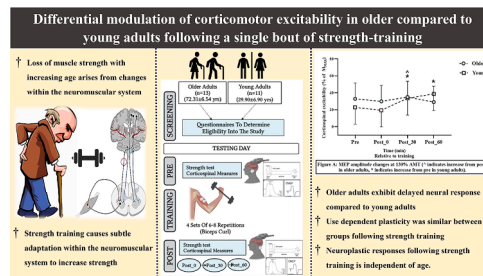 Differential modulation of corticomotor excitability in older compared to
young adults following a single bout of strength-training
† Loss of muscle strength with
increasing age arises from changes
within the neuromuscular system
† Strength training causes subtle
adaptation within the neuromuscular
system to increase strength
SCREENING
Older Adults
(n=13)
(72.31±6.54 yrs)
Young Adults
(n=11)
(29.90±6.90 yrs)
Questionnaires To Determine
Eligibility Into The Study
TESTING DAY
PRE
Strength test
Corticospinal Measures
TRAINING
4 Sets Of 6-8 Repetitions
(Biceps Curl)
POST
Strength test
Corticospinal Measures
Post_0
Post_30
Post_60
Older
Pre
Post_0
Post_30
Post_60
Time (min)
Relative to training
† Older adults exhibit delayed neural response
compared to young adults
† Use dependent plasticity was similar between
groups following strength training
† Neuroplastic responses following strength
training is independent of age.